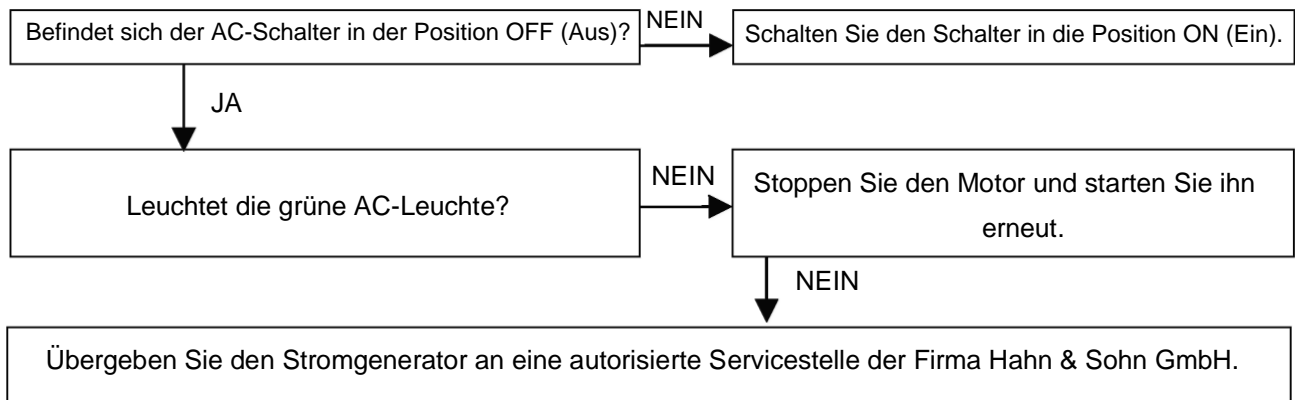 Befindet sich der AC-Schalter in der Position OFF (Aus)?
NEIN
Schalten Sie den Schalter in die Position ON (Ein).
JA
Leuchtet die grüne AC-Leuchte?
NEIN
Stoppen Sie den Motor und starten Sie ihn
erneut.
NEIN
Übergeben Sie den Stromgenerator an eine autorisierte Servicestelle der Firma Hahn & Sohn GmbH.